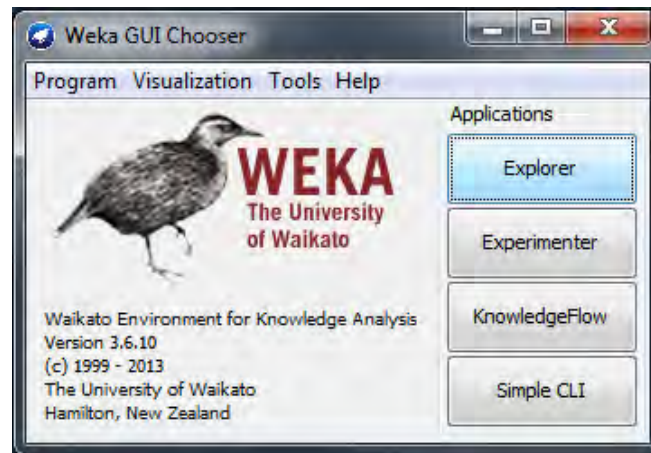 Weka GUI Chooser
Program Visualization Tools Help
WEKA
The University
of Waikato
Waikato Environment for Knowledge Analysis
Version 3.6.10
(c) 1999 - 2013
The University of Waikato
Hamilton, New Zealand
Applications
Explorer
Experimenter
KnowledgeFlow
Simple CLI